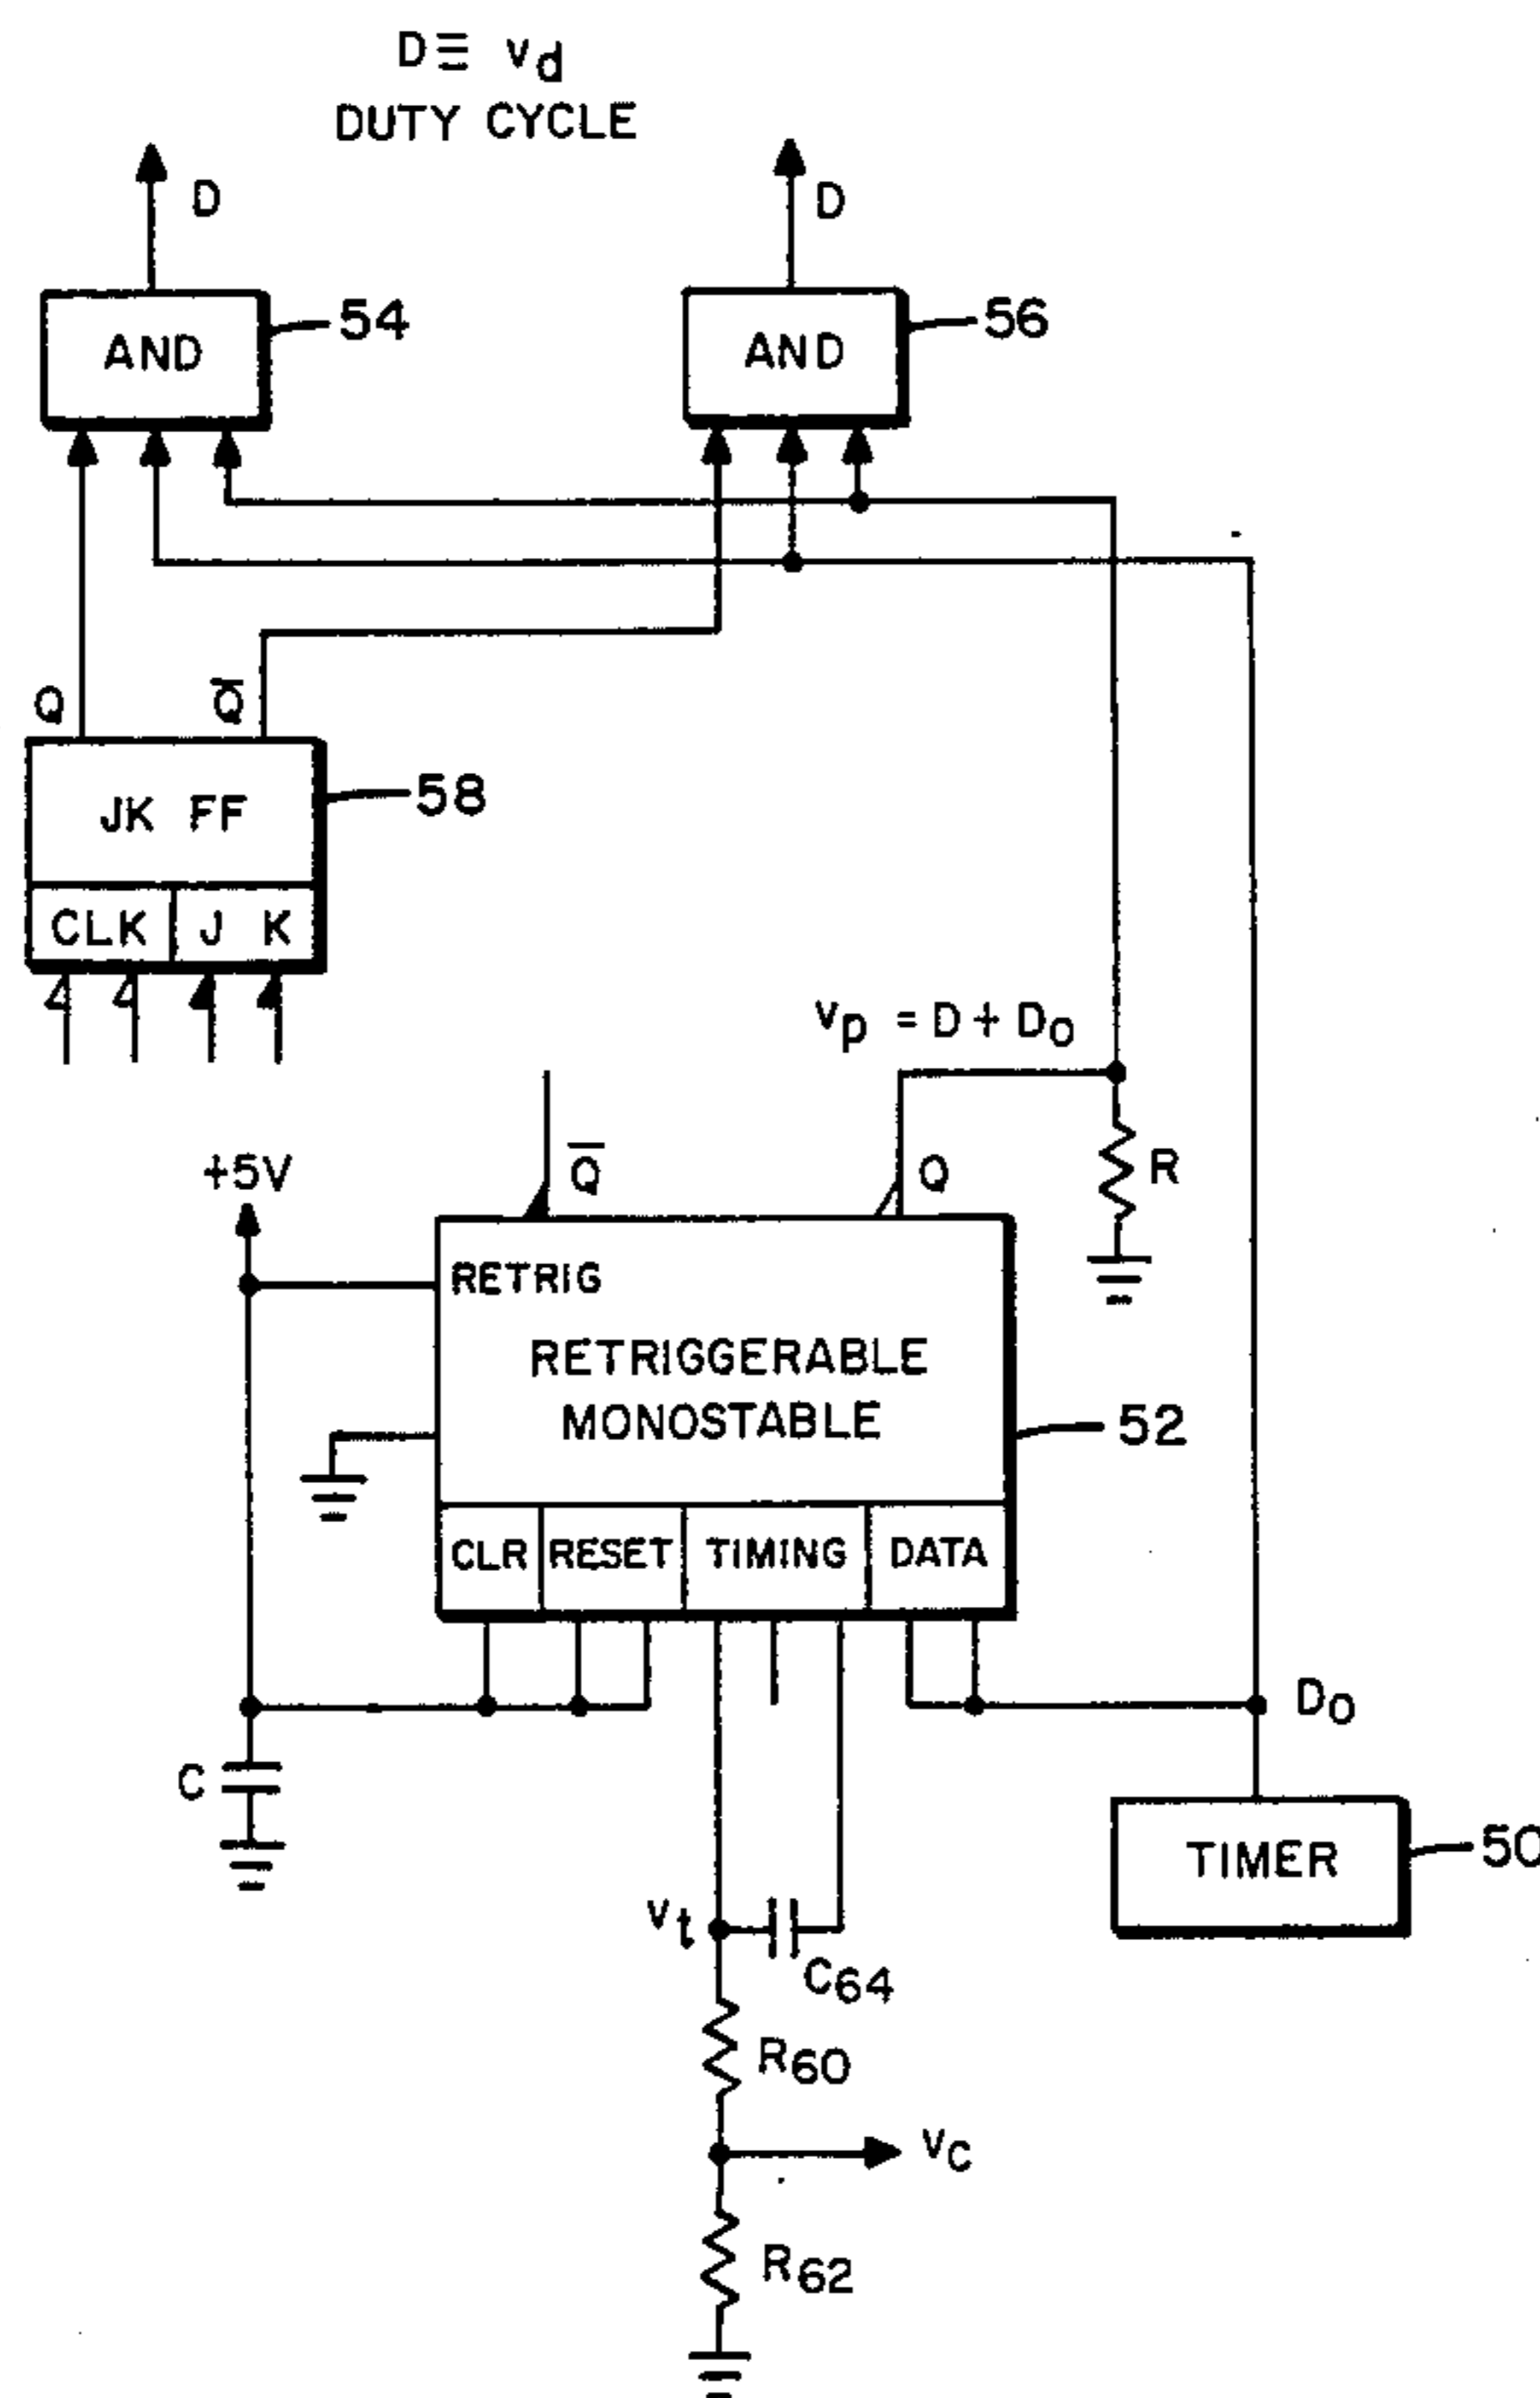 D ≡ vd
DUTY CYCLE
D
D
AND
54
AND
56
Q
Q̅
JK FF
58
CLK
J
K
vp = D + Do
+5V
Q̅
Q
R
RETRIG
RETRIGGERABLE
MONOSTABLE
52
CLR
RESET
TIMING
DATA
Do
C
TIMER
50
vt
C64
R60
vC
R62